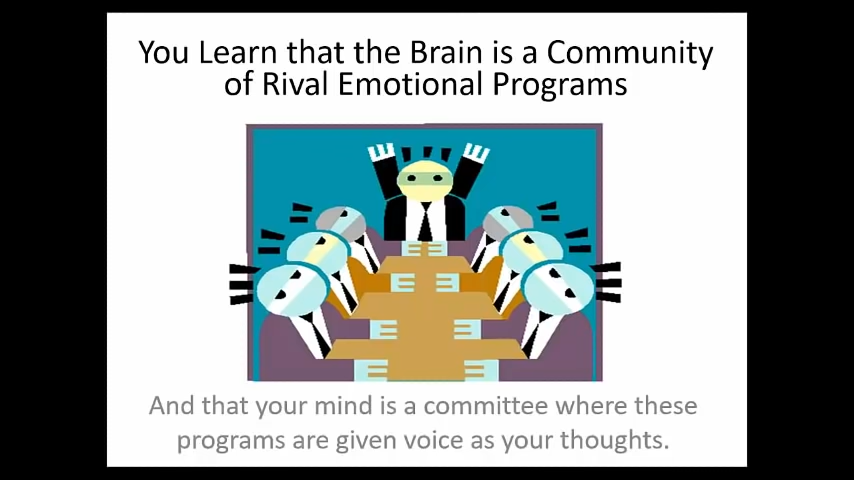 You Learn that the Brain is a Community
of Rival Emotional Programs
And that your mind is a committee where these
programs are given voice as your thoughts.